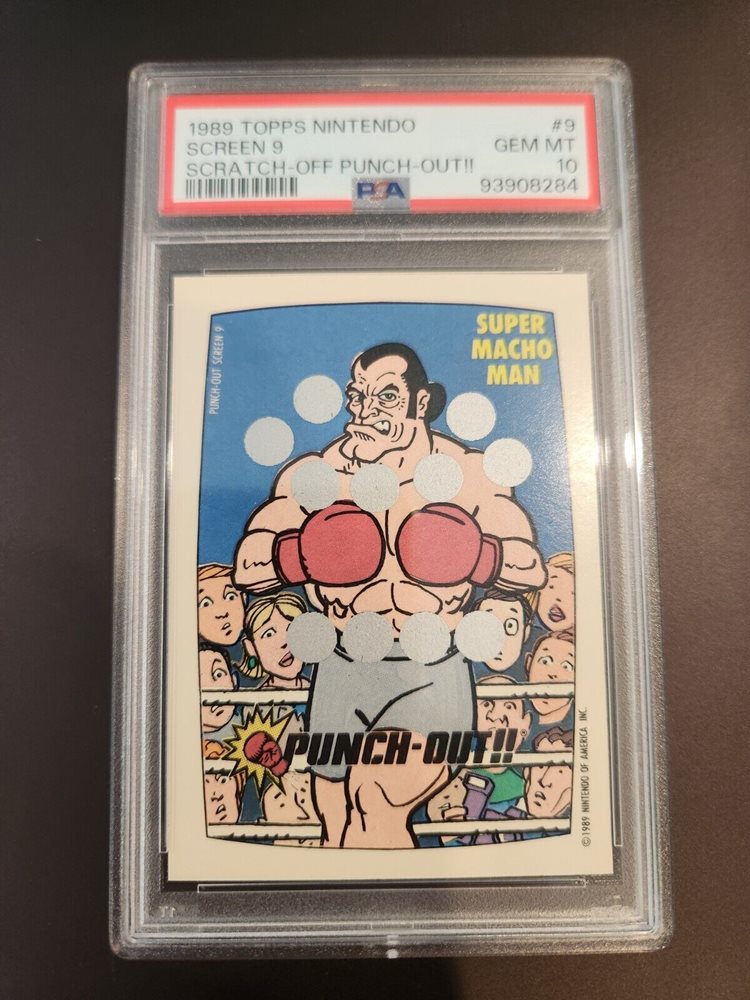 1989 TOPPS NINTENDO #9
SCREEN 9 GEM MT
SCRATCH-OFF PUNCH-OUT!! 10
PSA 93908284
PUNCH-OUT SCREEN 9
SUPER
MACHO
MAN
PUNCH-OUT!!®
©1989 NINTENDO OF AMERICA INC.